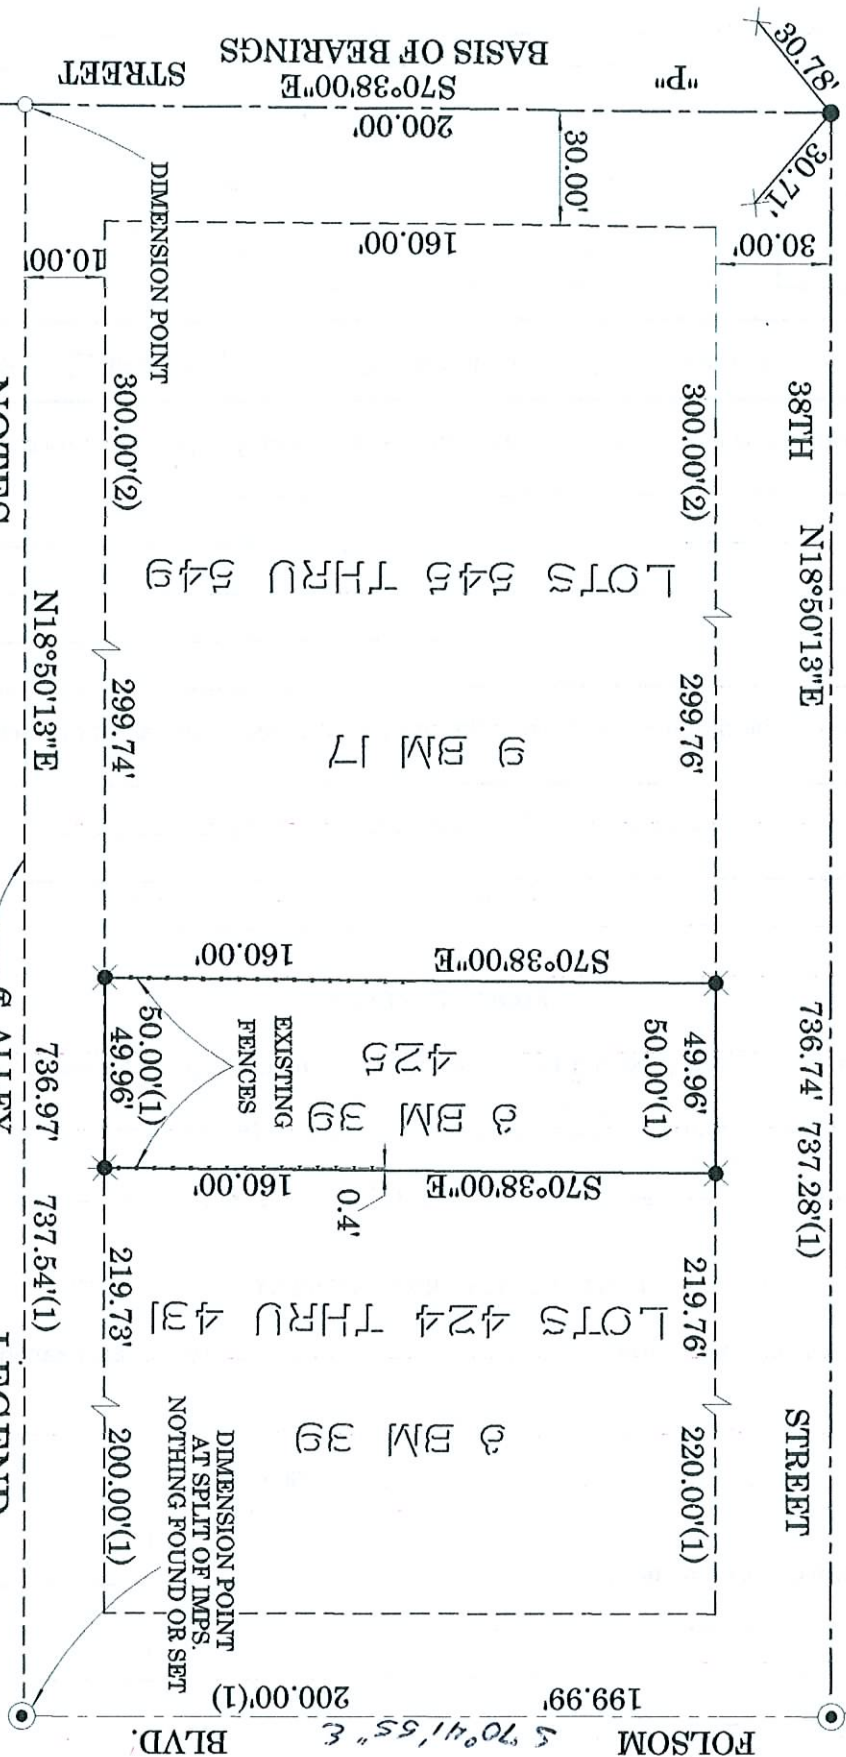 "P"
STREET
S70°38'00"E
BASIS OF BEARINGS
200.00'
30.78'
30.71'
30.00'
30.00'
160.00'
10.00'
DIMENSION POINT
38TH
STREET
N18°50'13"E
736.74' 737.28'(1)
300.00'(2)
299.76'
49.96'
50.00'(1)
219.76'
220.00'(1)
LOTS 545 THRU 549
9 BM 17
S70°38'00"E
160.00'
425
3 BM 39
EXISTING
FENCES
S70°38'00"E
160.00'
0.4'
LOTS 424 THRU 431
3 BM 39
300.00'(2)
299.74'
50.00'(1)
49.96'
219.73'
200.00'(1)
N18°50'13"E
736.97'
737.54'(1)
DIMENSION POINT
AT SPLIT OF IMPS.
NOTHING FOUND OR SET
FOLSOM
BLVD.
S 70°41'55" E
199.99'
200.00'(1)
NOTES
ALLEY
LEGEND